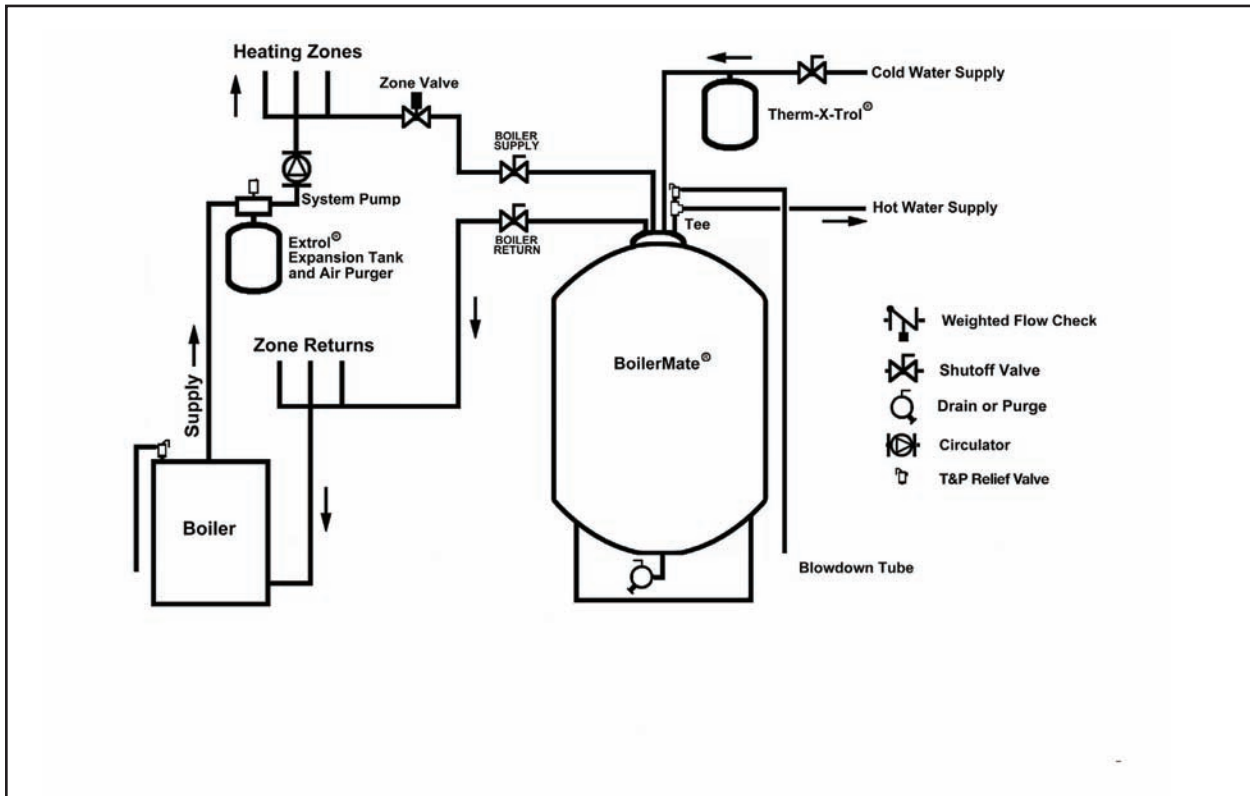 Heating Zones
Zone Valve
Cold Water Supply
Therm-X-Trol®
BOILER
SUPPLY
System Pump
Hot Water Supply
Tee
BOILER
RETURN
Extrol®
Expansion Tank
and Air Purger
Zone Returns
Supply
BoilerMate®
Weighted Flow Check
Shutoff Valve
Drain or Purge
Circulator
T&P Relief Valve
Boiler
Blowdown Tube